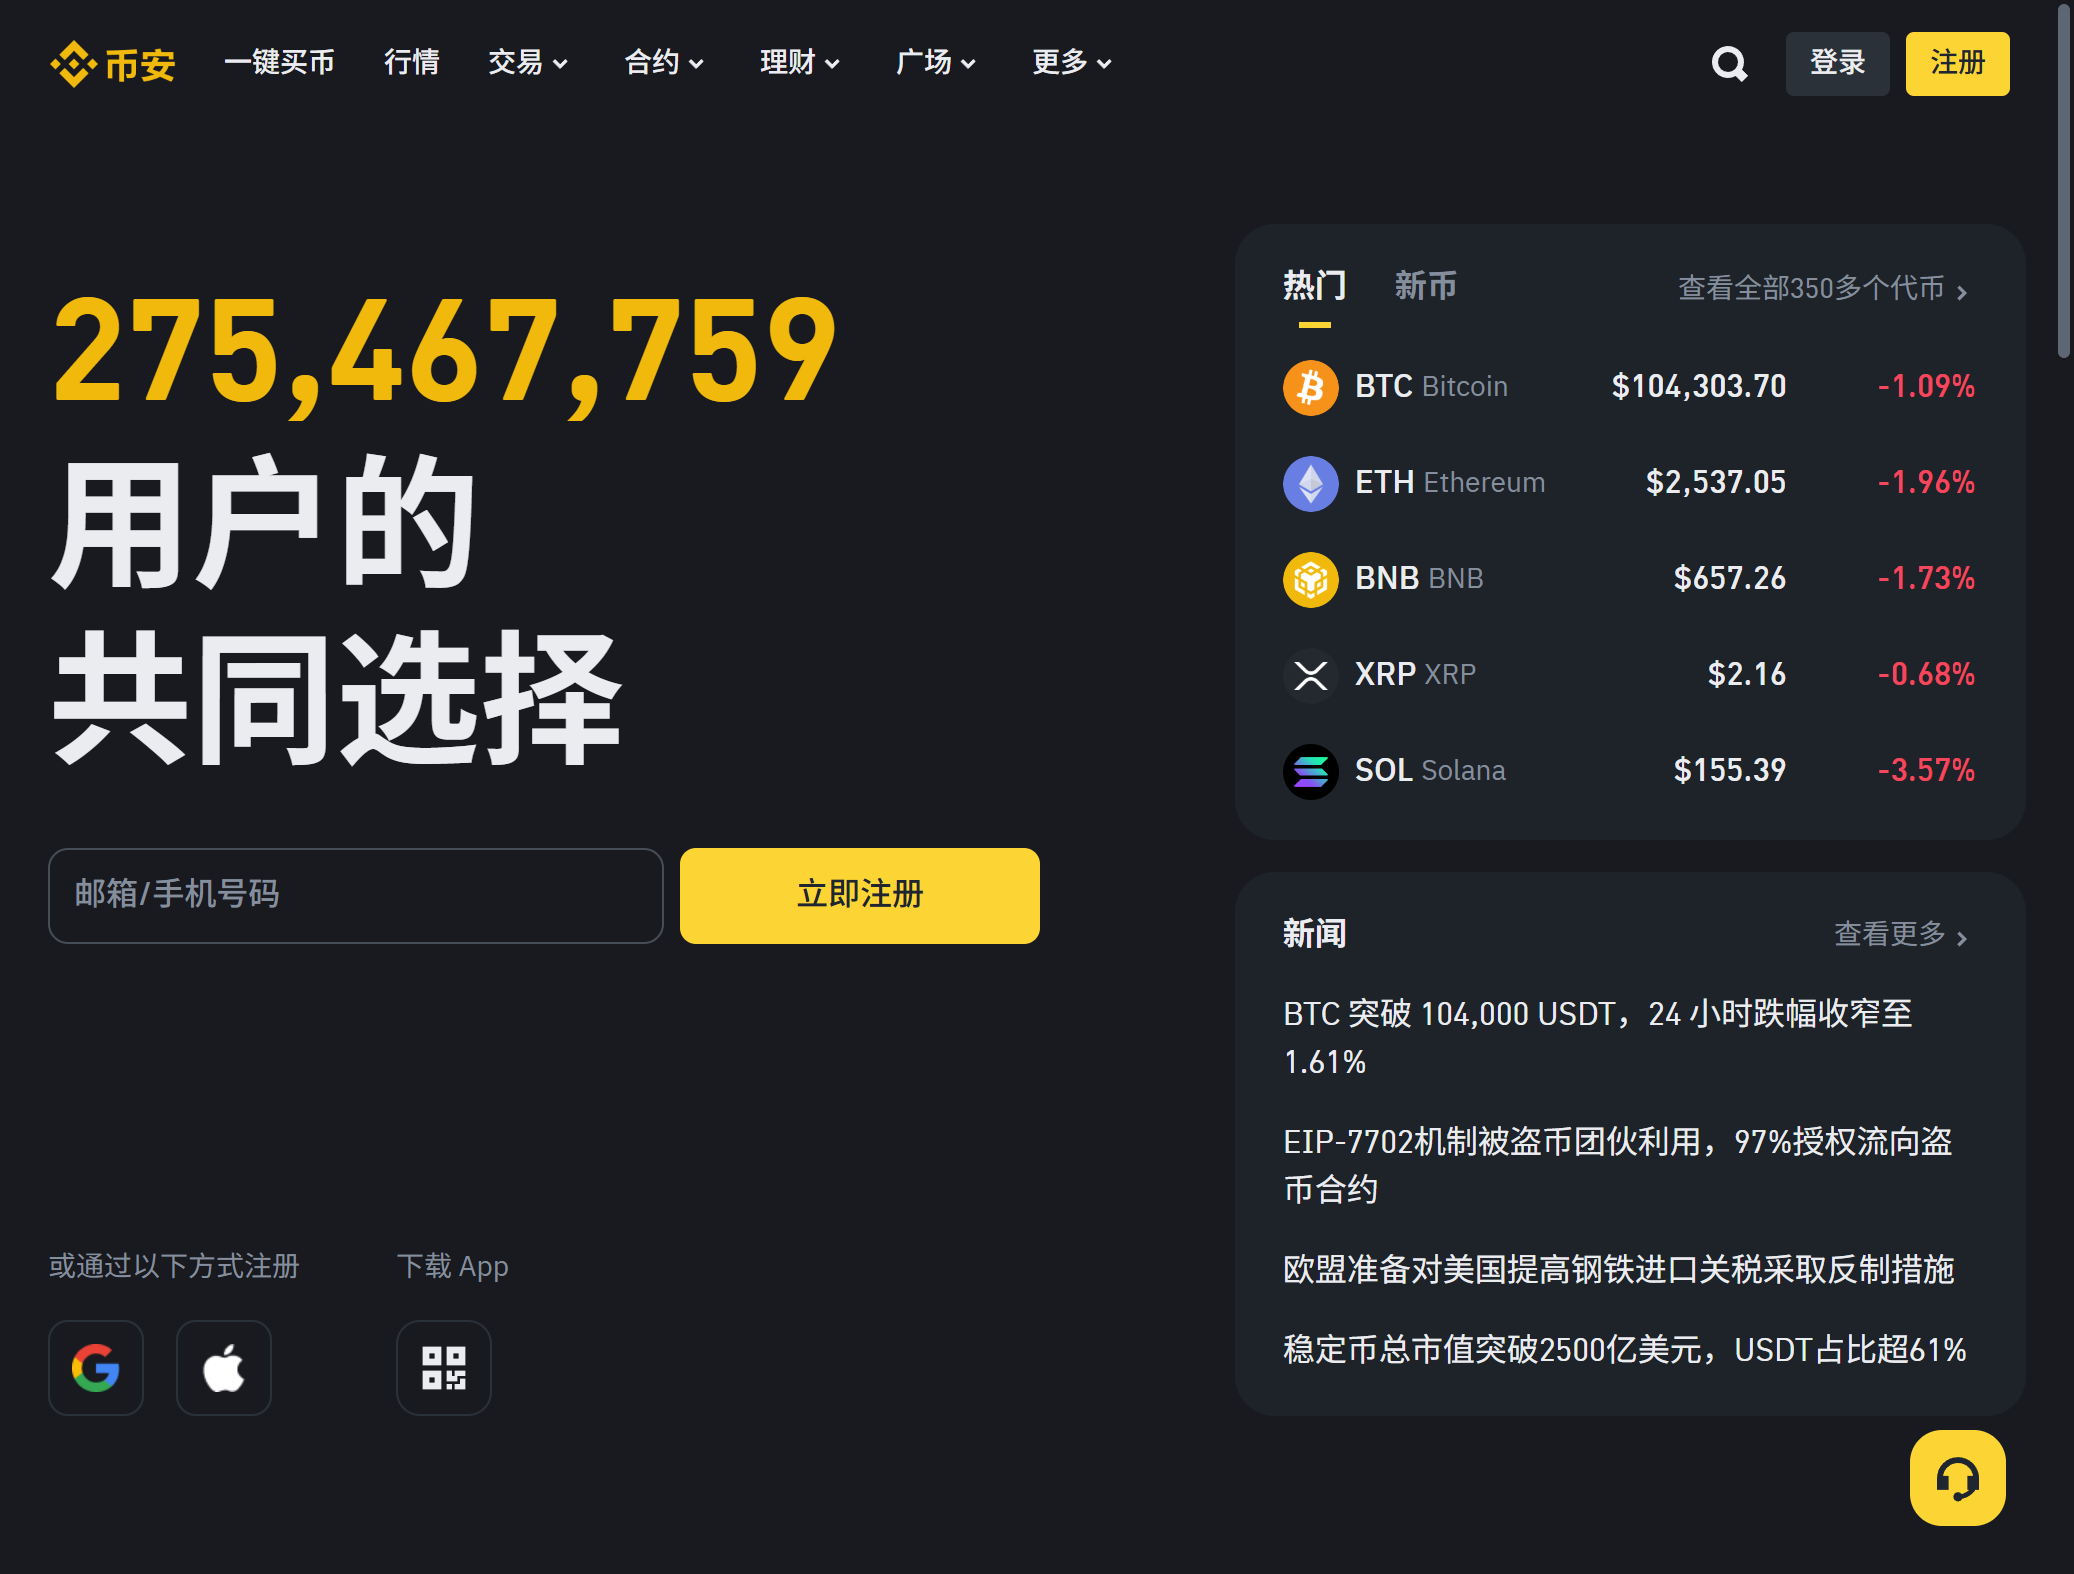 币安
一键买币
行情
交易
合约
理财
广场
更多
登录
注册
275,467,759
用户的
共同选择
邮箱/手机号码
立即注册
或通过以下方式注册
下载 App
热门
新币
查看全部350多个代币
BTC Bitcoin $104,303.70 -1.09%
ETH Ethereum $2,537.05 -1.96%
BNB BNB $657.26 -1.73%
XRP XRP $2.16 -0.68%
SOL Solana $155.39 -3.57%
新闻
查看更多
BTC 突破 104,000 USDT，24 小时跌幅收窄至
1.61%
EIP-7702机制被盗币团伙利用，97%授权流向盗
币合约
欧盟准备对美国提高钢铁进口关税采取反制措施
稳定币总市值突破2500亿美元，USDT占比超61%